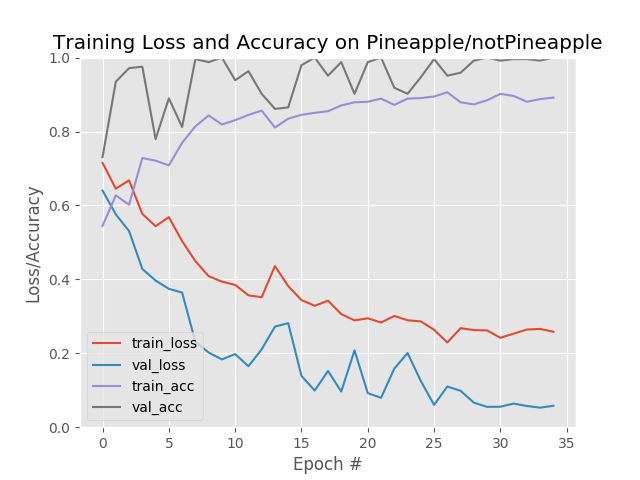 Training Loss and Accuracy on Pineapple/notPineapple
Loss/Accuracy
1.0
0.8
0.6
0.4
0.2
0.0
train_loss
val_loss
train_acc
val_acc
0 5 10 15 20 25 30 35
Epoch #